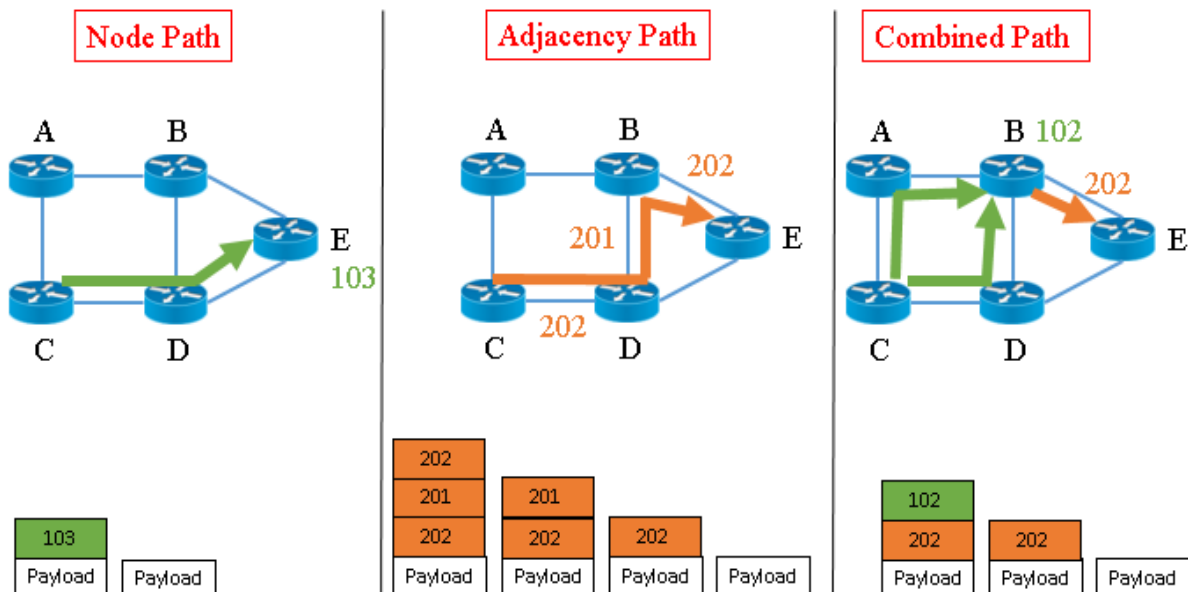 Node Path
A B
E
103
C D
103
Payload Payload
Adjacency Path
A B
202
201
E
202
C D
202
201 201
202 202 202
Payload Payload Payload Payload
Combined Path
A B 102
202
E
C D
102
202 202
Payload Payload Payload